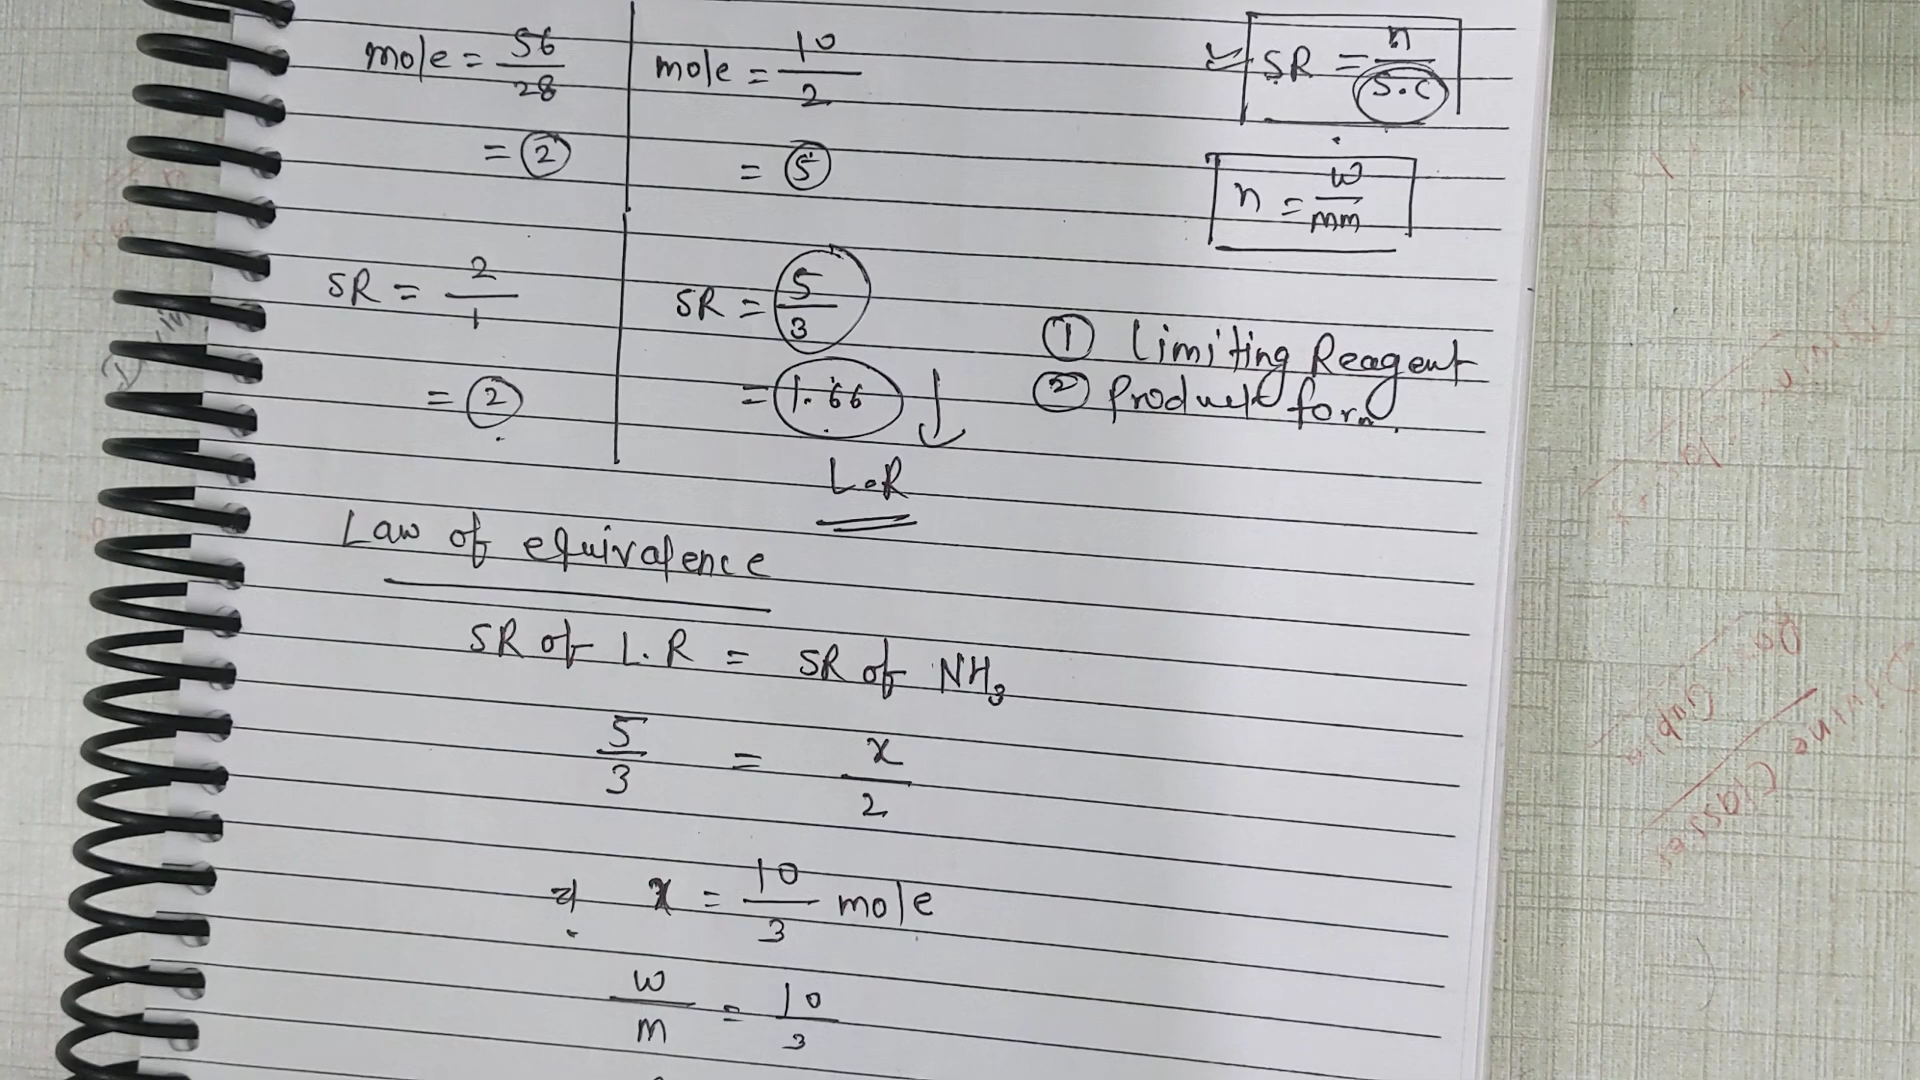 mole = 56/28
= 2
SR = 2/1
= 2
mole = 10/2
= 5
SR = 5/3
= 1.66 ↓
L.R
SR = n/S.C
n = w/mm
① Limiting Reagent
② Product form.
Law of equivalence
SR of L.R = SR of NH₃
5/3 = x/2
⇒ x = 10/3 mole
w/m = 10/3